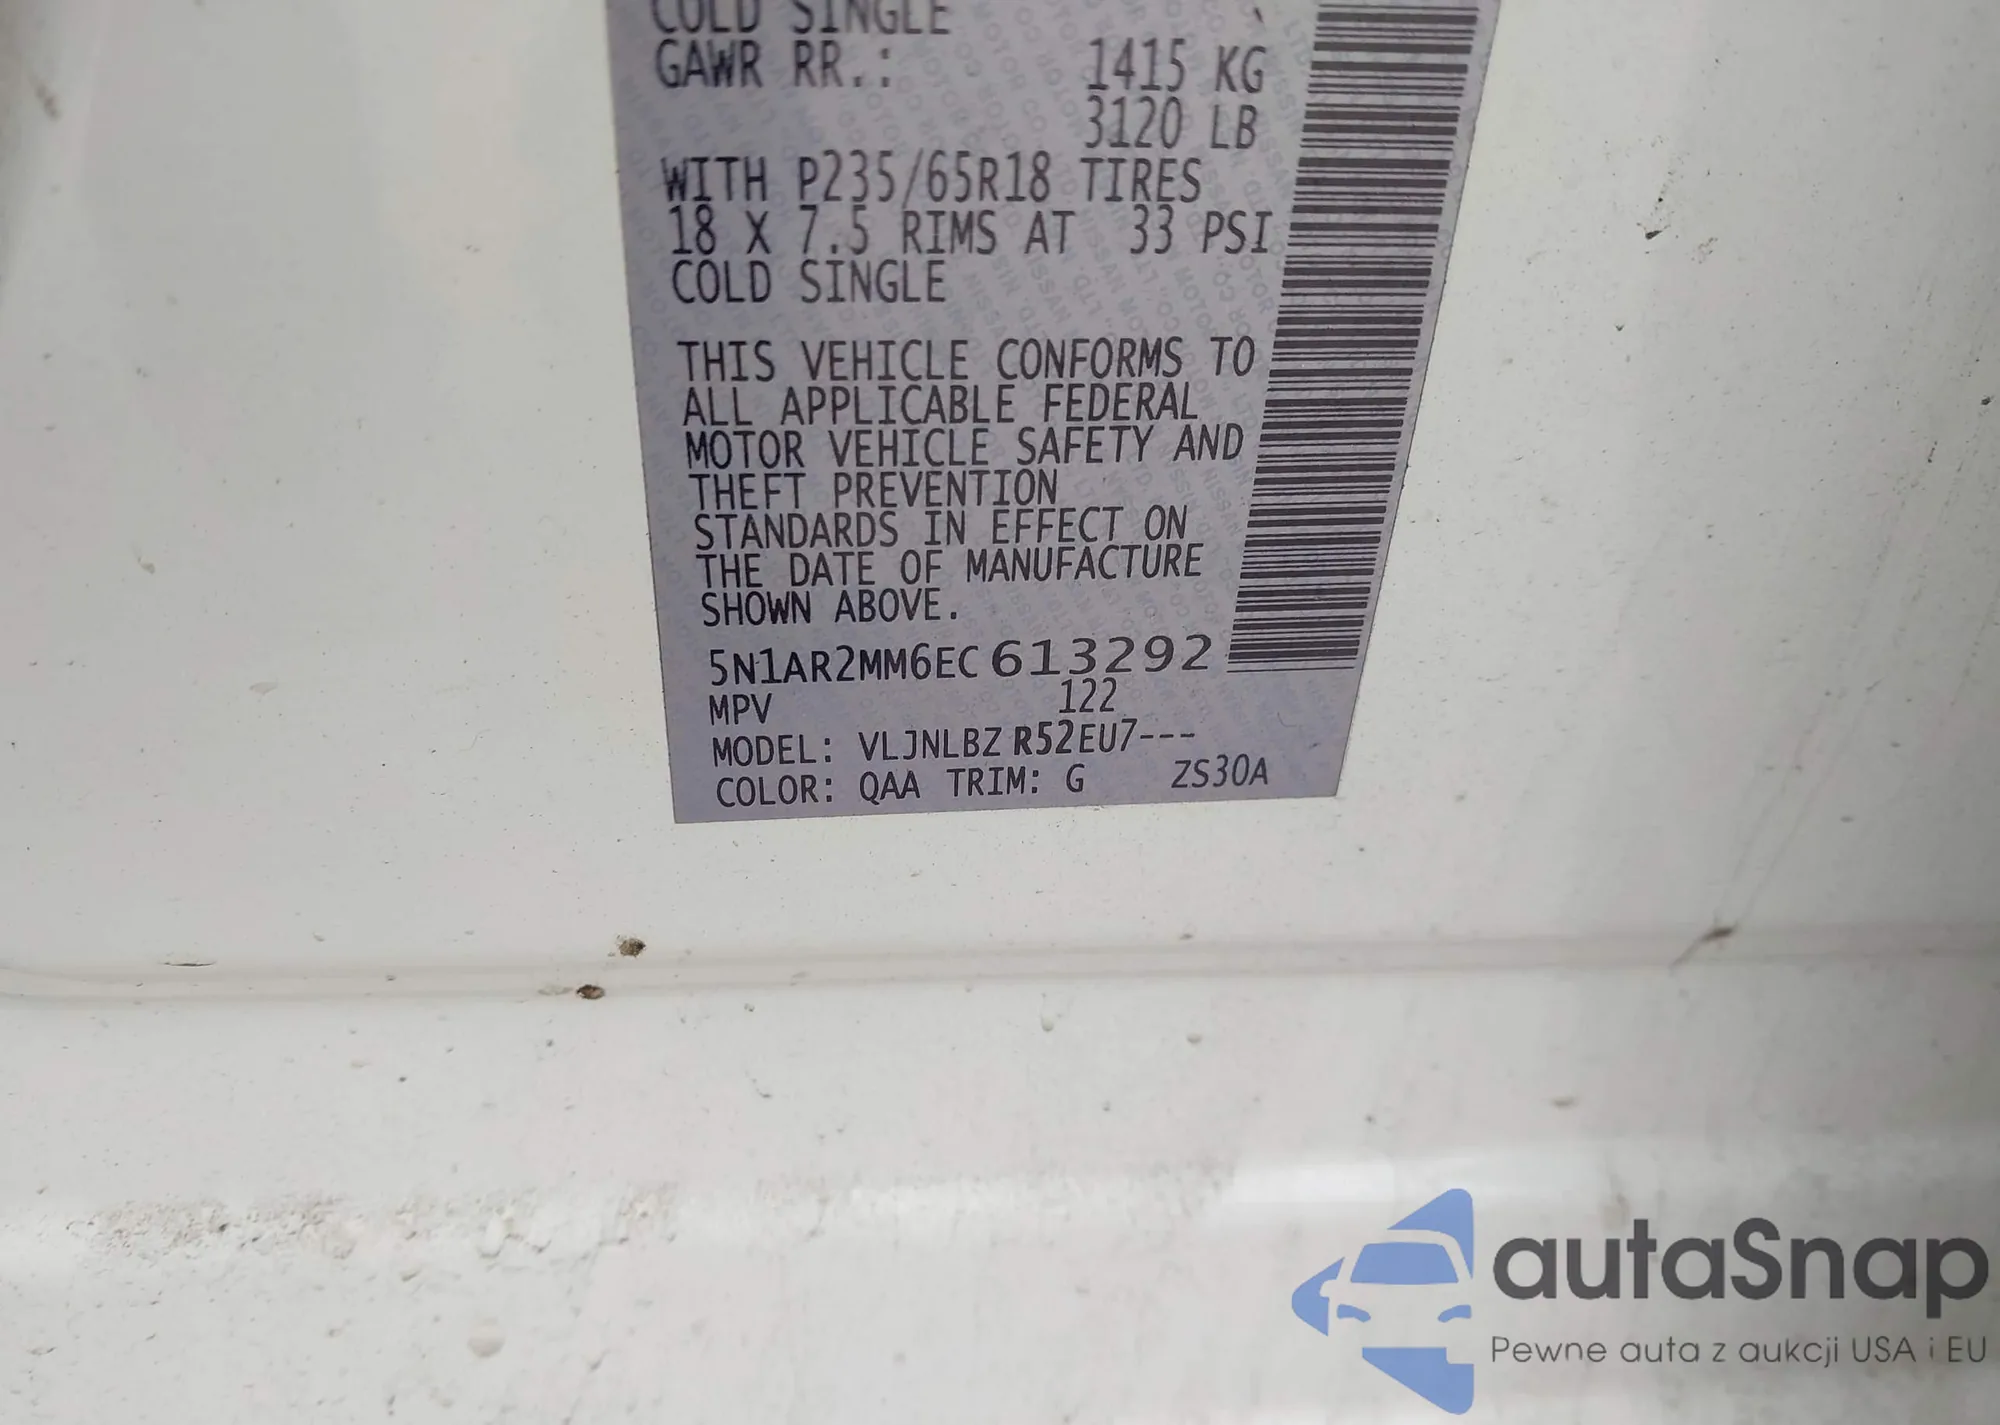 COLD SINGLE
GAWR RR.: 1415 KG
3120 LB
WITH P235/65R18 TIRES
18 X 7.5 RIMS AT 33 PSI
COLD SINGLE
THIS VEHICLE CONFORMS TO
ALL APPLICABLE FEDERAL
MOTOR VEHICLE SAFETY AND
THEFT PREVENTION
STANDARDS IN EFFECT ON
THE DATE OF MANUFACTURE
SHOWN ABOVE.
5N1AR2MM6EC613292
MPV 122
MODEL: VLJNLBZ R52EU7---
COLOR: QAA TRIM: G ZS30A
autaSnap
Pewne auta z aukcji USA i EU